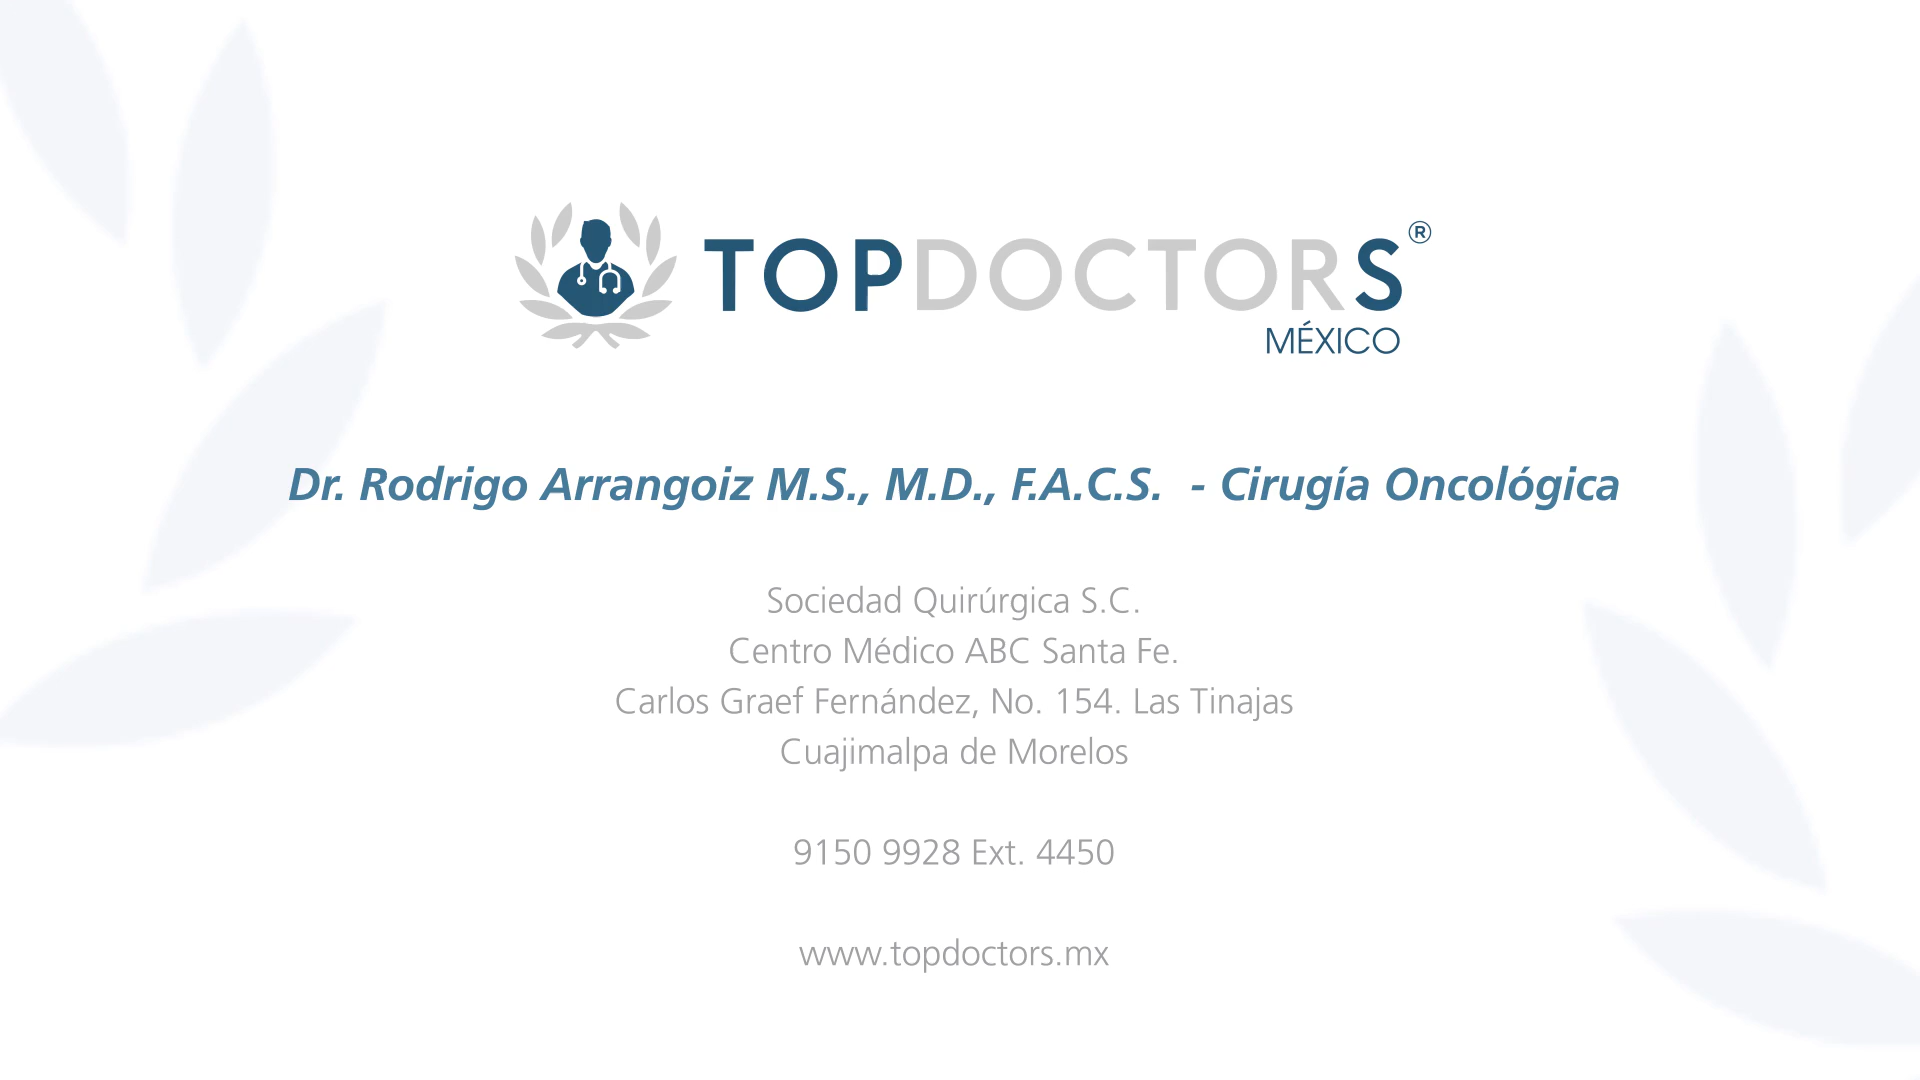 TOPDOCTORS®
MÉXICO
Dr. Rodrigo Arrangoiz M.S., M.D., F.A.C.S. - Cirugía Oncológica
Sociedad Quirúrgica S.C.
Centro Médico ABC Santa Fe.
Carlos Graef Fernández, No. 154. Las Tinajas
Cuajimalpa de Morelos
9150 9928 Ext. 4450
www.topdoctors.mx